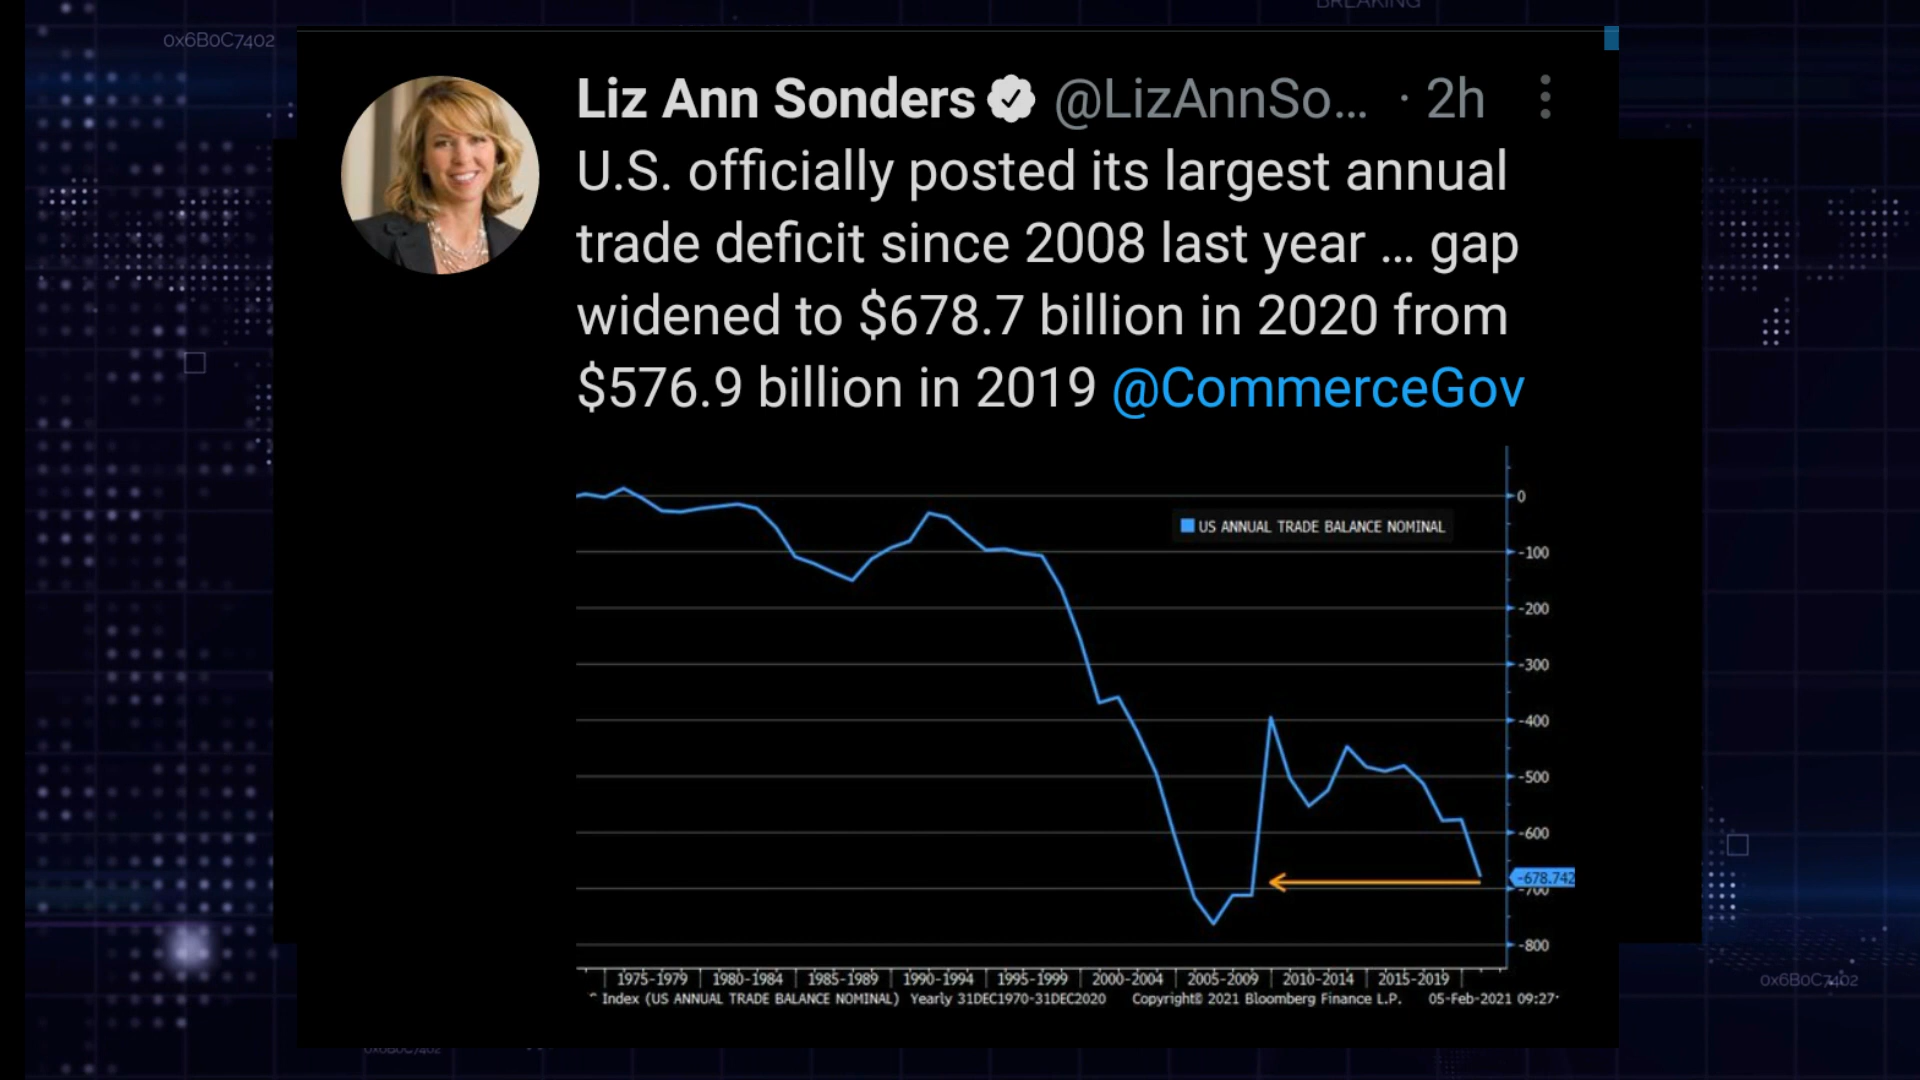 BREAKING
0x6B0C7402
Liz Ann Sonders @LizAnnSo... · 2h
U.S. officially posted its largest annual
trade deficit since 2008 last year ... gap
widened to $678.7 billion in 2020 from
$576.9 billion in 2019 @CommerceGov
0
US ANNUAL TRADE BALANCE NOMINAL
-100
-200
-300
-400
-500
-600
-678.742
-700
-800
1975-1979 1980-1984 1985-1989 1990-1994 1995-1999 2000-2004 2005-2009 2010-2014 2015-2019
Index (US ANNUAL TRADE BALANCE NOMINAL) Yearly 31DEC1970-31DEC2020 Copyright© 2021 Bloomberg Finance L.P. 05-Feb-2021 09:27
0x6B0C7402
0x6B0C7402